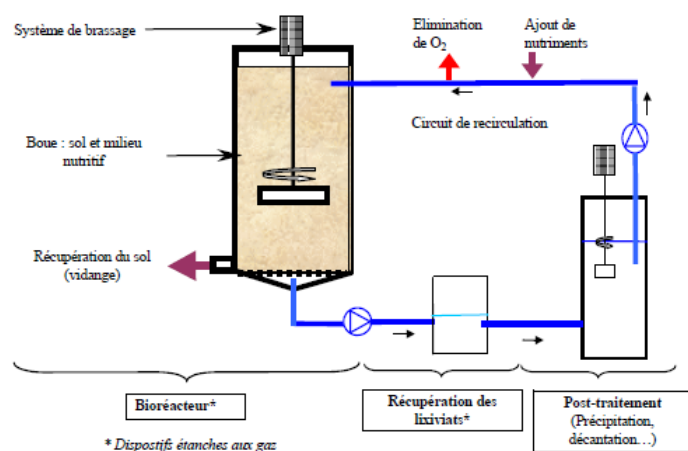 Système de brassage
Elimination
de O2
Ajout de
nutriments
Circuit de recirculation
Boue : sol et milieu
nutritif
Récupération du sol
(vidange)
Bioréacteur*
Récupération des
lixiviats*
Post-traitement
(Précipitation,
décantation…)
* Dispostifs étanches aux gaz